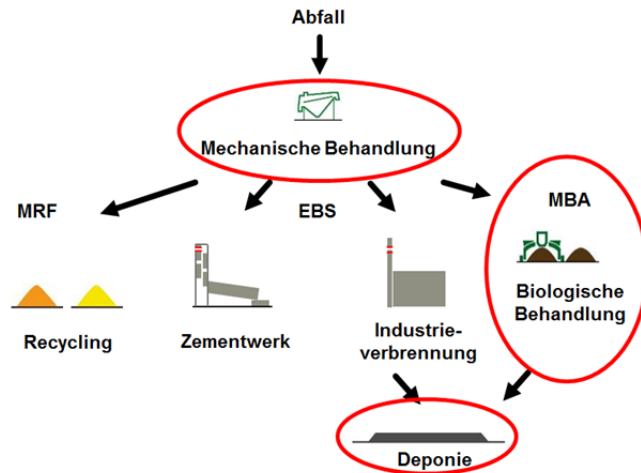 Abfall
Mechanische Behandlung
MRF
EBS
MBA
Recycling
Zementwerk
Industrie-
verbrennung
Biologische
Behandlung
Deponie